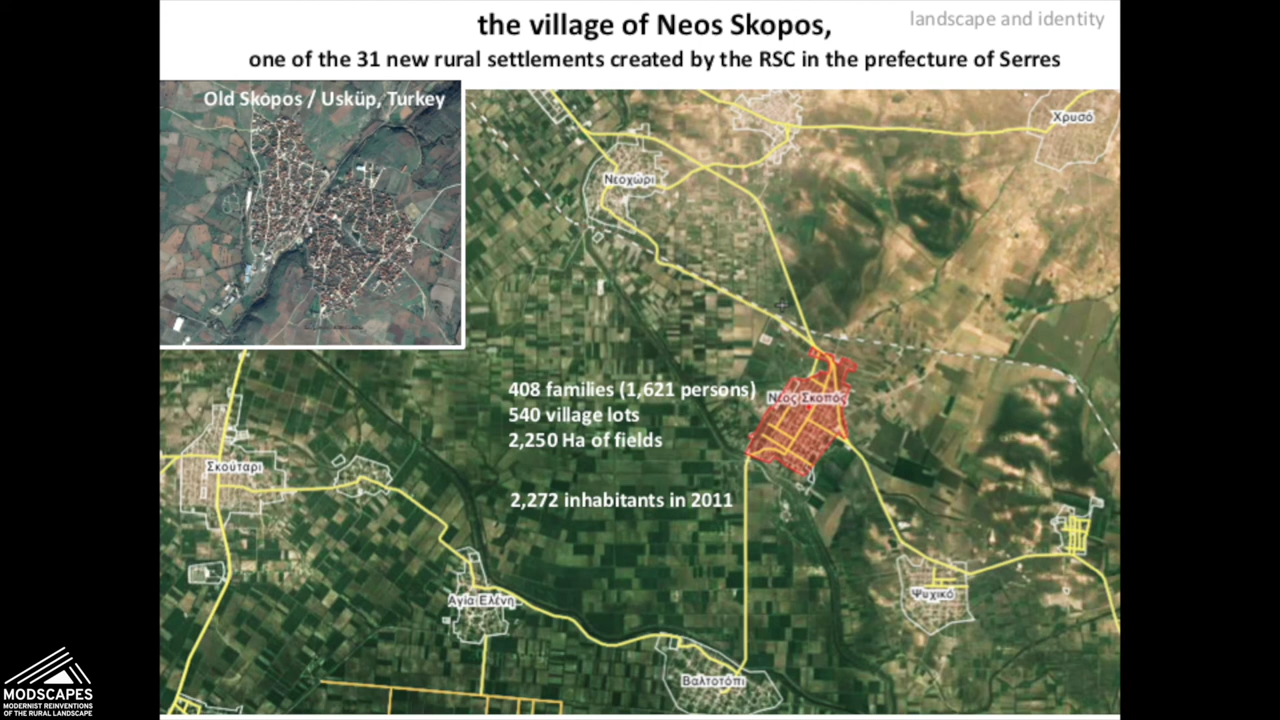 the village of Neos Skopos,
landscape and identity
one of the 31 new rural settlements created by the RSC in the prefecture of Serres
Old Skopos / Usküp, Turkey
Χρυσό
Νεοχώρι
408 families (1,621 persons)
540 village lots
2,250 Ha of fields
Νέος Σκοπός
2,272 inhabitants in 2011
Σκούταρι
Αγία Ελένη
Ψυχικό
Βαλτοτόπι
MODSCAPES
MODERNIST REINVENTIONS
OF THE RURAL LANDSCAPE